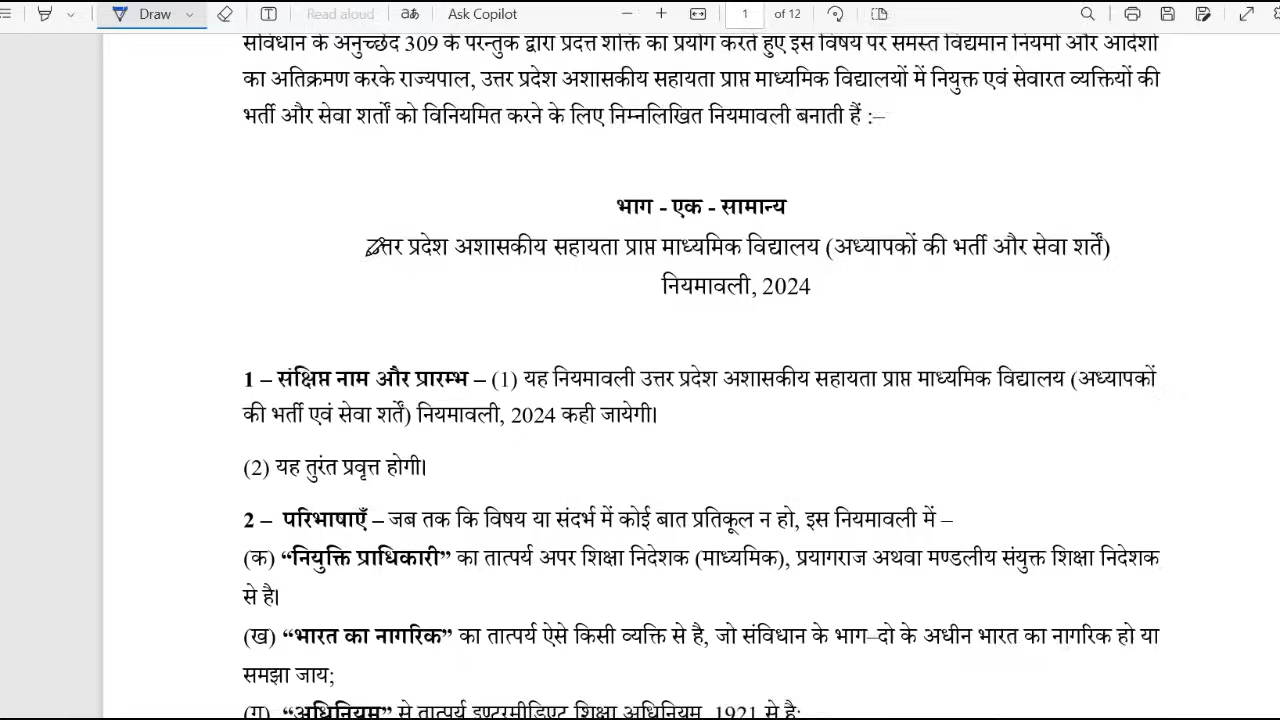 Draw
Read aloud
aあ
Ask Copilot
1
of 12
संविधान के अनुच्छेद 309 के परन्तुक द्वारा प्रदत्त शक्ति का प्रयोग करते हुए इस विषय पर समस्त विद्यमान नियमों और आदेशों
का अतिक्रमण करके राज्यपाल, उत्तर प्रदेश अशासकीय सहायता प्राप्त माध्यमिक विद्यालयों में नियुक्त एवं सेवारत व्यक्तियों की
भर्ती और सेवा शर्तों को विनियमित करने के लिए निम्नलिखित नियमावली बनाती हैं :–
भाग - एक - सामान्य
उत्तर प्रदेश अशासकीय सहायता प्राप्त माध्यमिक विद्यालय (अध्यापकों की भर्ती और सेवा शर्तें)
नियमावली, 2024
1 – संक्षिप्त नाम और प्रारम्भ – (1) यह नियमावली उत्तर प्रदेश अशासकीय सहायता प्राप्त माध्यमिक विद्यालय (अध्यापकों
की भर्ती एवं सेवा शर्तें) नियमावली, 2024 कही जायेगी।
(2) यह तुरंत प्रवृत्त होगी।
2 – परिभाषाएँ – जब तक कि विषय या संदर्भ में कोई बात प्रतिकूल न हो, इस नियमावली में –
(क) “नियुक्ति प्राधिकारी” का तात्पर्य अपर शिक्षा निदेशक (माध्यमिक), प्रयागराज अथवा मण्डलीय संयुक्त शिक्षा निदेशक
से है।
(ख) “भारत का नागरिक” का तात्पर्य ऐसे किसी व्यक्ति से है, जो संविधान के भाग–दो के अधीन भारत का नागरिक हो या
समझा जाय;
(ग) “अधिनियम” से तात्पर्य इण्टरमीडिएट शिक्षा अधिनियम, 1921 से है;